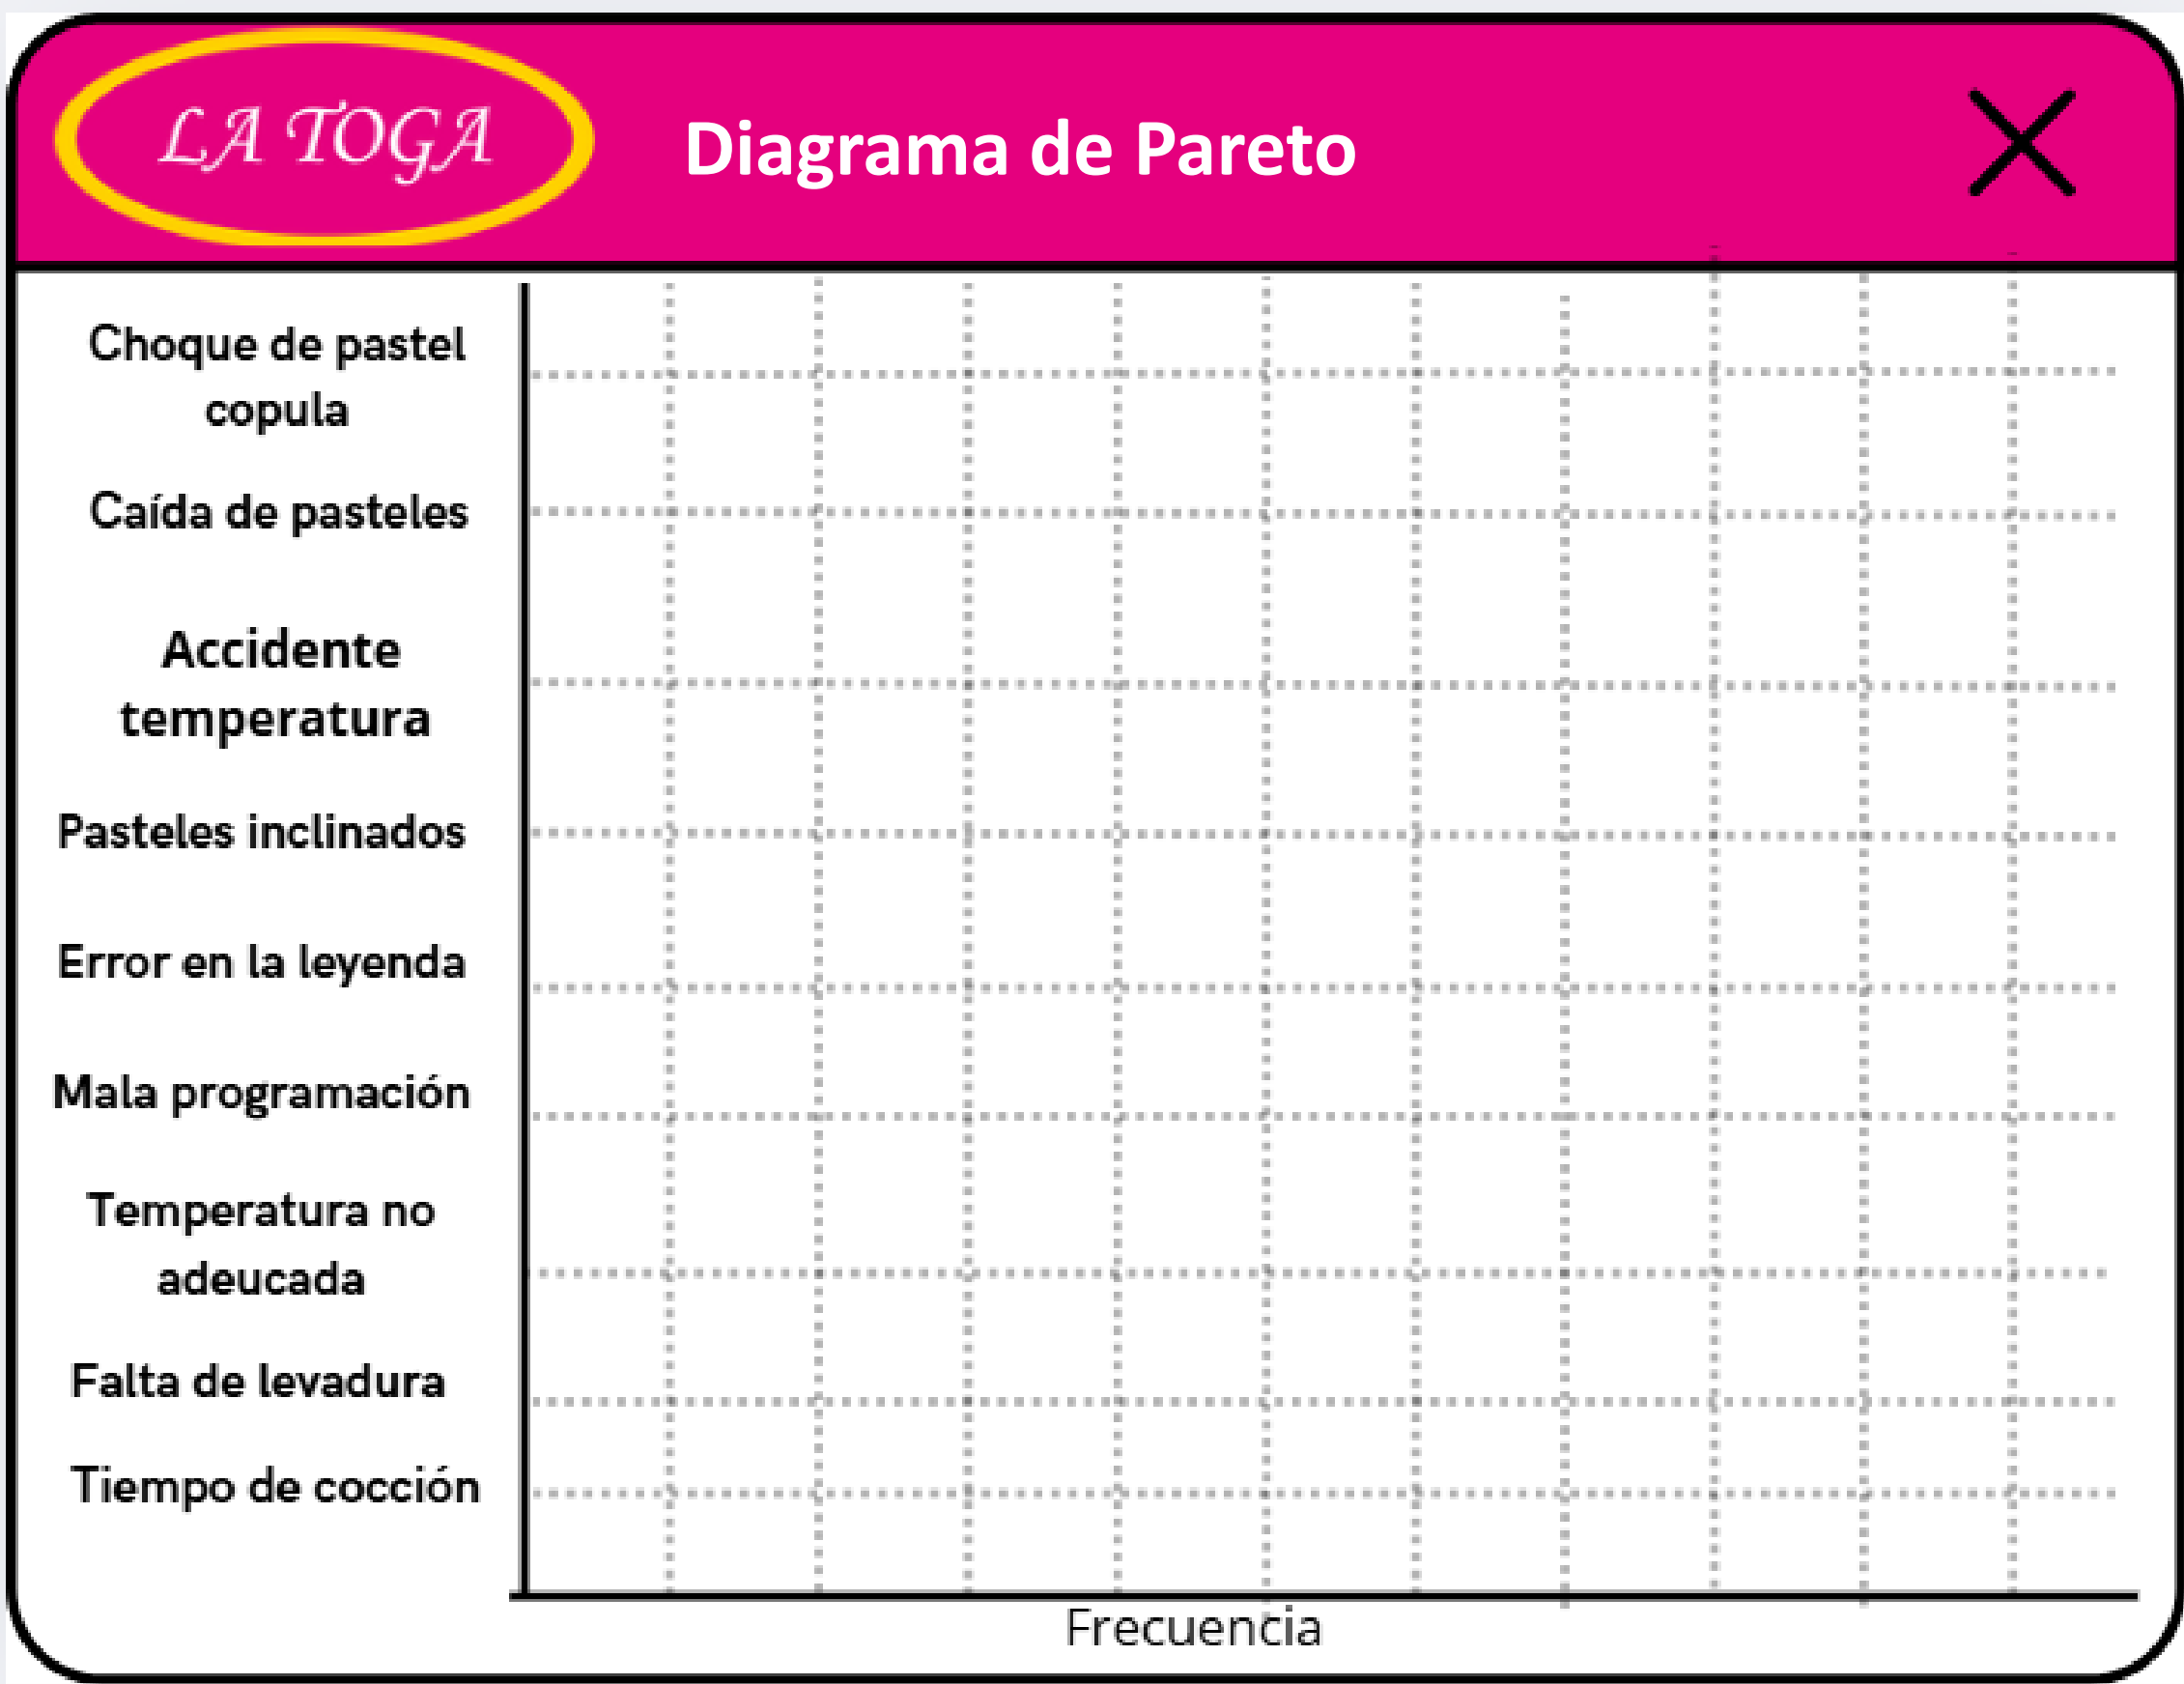 LA TOGA
Diagrama de Pareto
Choque de pastel
copula
Caída de pasteles
Accidente
temperatura
Pasteles inclinados
Error en la leyenda
Mala programación
Temperatura no
adeucada
Falta de levadura
Tiempo de cocción
Frecuencia